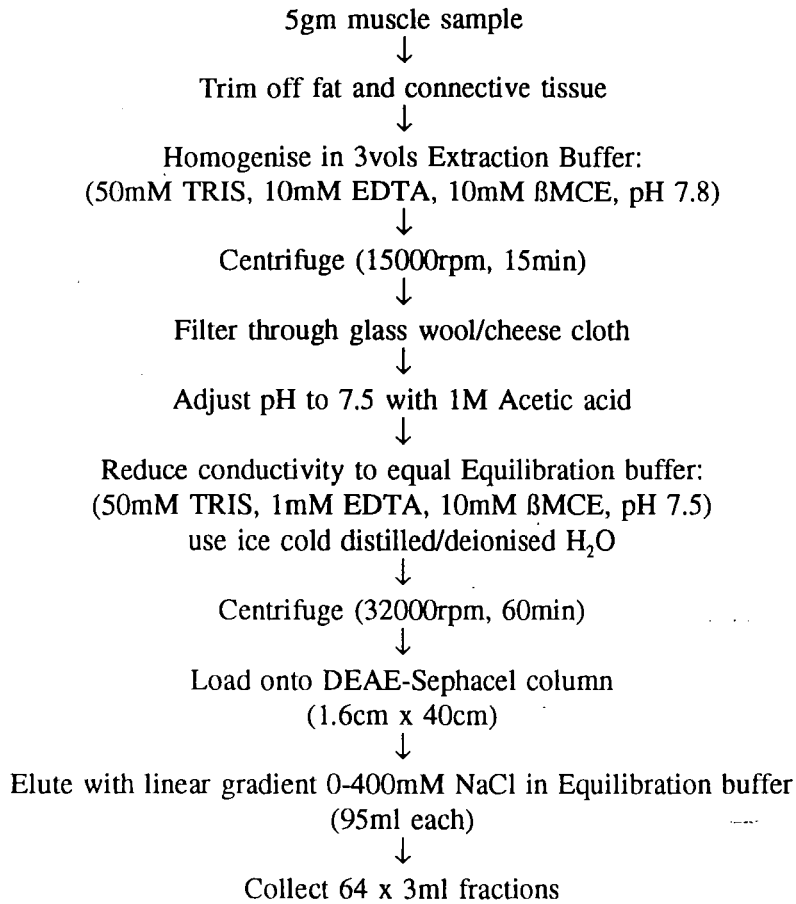 5gm muscle sample
↓
Trim off fat and connective tissue
↓
Homogenise in 3vols Extraction Buffer:
(50mM TRIS, 10mM EDTA, 10mM ßMCE, pH 7.8)
↓
Centrifuge (15000rpm, 15min)
↓
Filter through glass wool/cheese cloth
↓
Adjust pH to 7.5 with 1M Acetic acid
↓
Reduce conductivity to equal Equilibration buffer:
(50mM TRIS, 1mM EDTA, 10mM ßMCE, pH 7.5)
use ice cold distilled/deionised H₂O
↓
Centrifuge (32000rpm, 60min)
↓
Load onto DEAE-Sephacel column
(1.6cm x 40cm)
↓
Elute with linear gradient 0-400mM NaCl in Equilibration buffer
(95ml each)
↓
Collect 64 x 3ml fractions